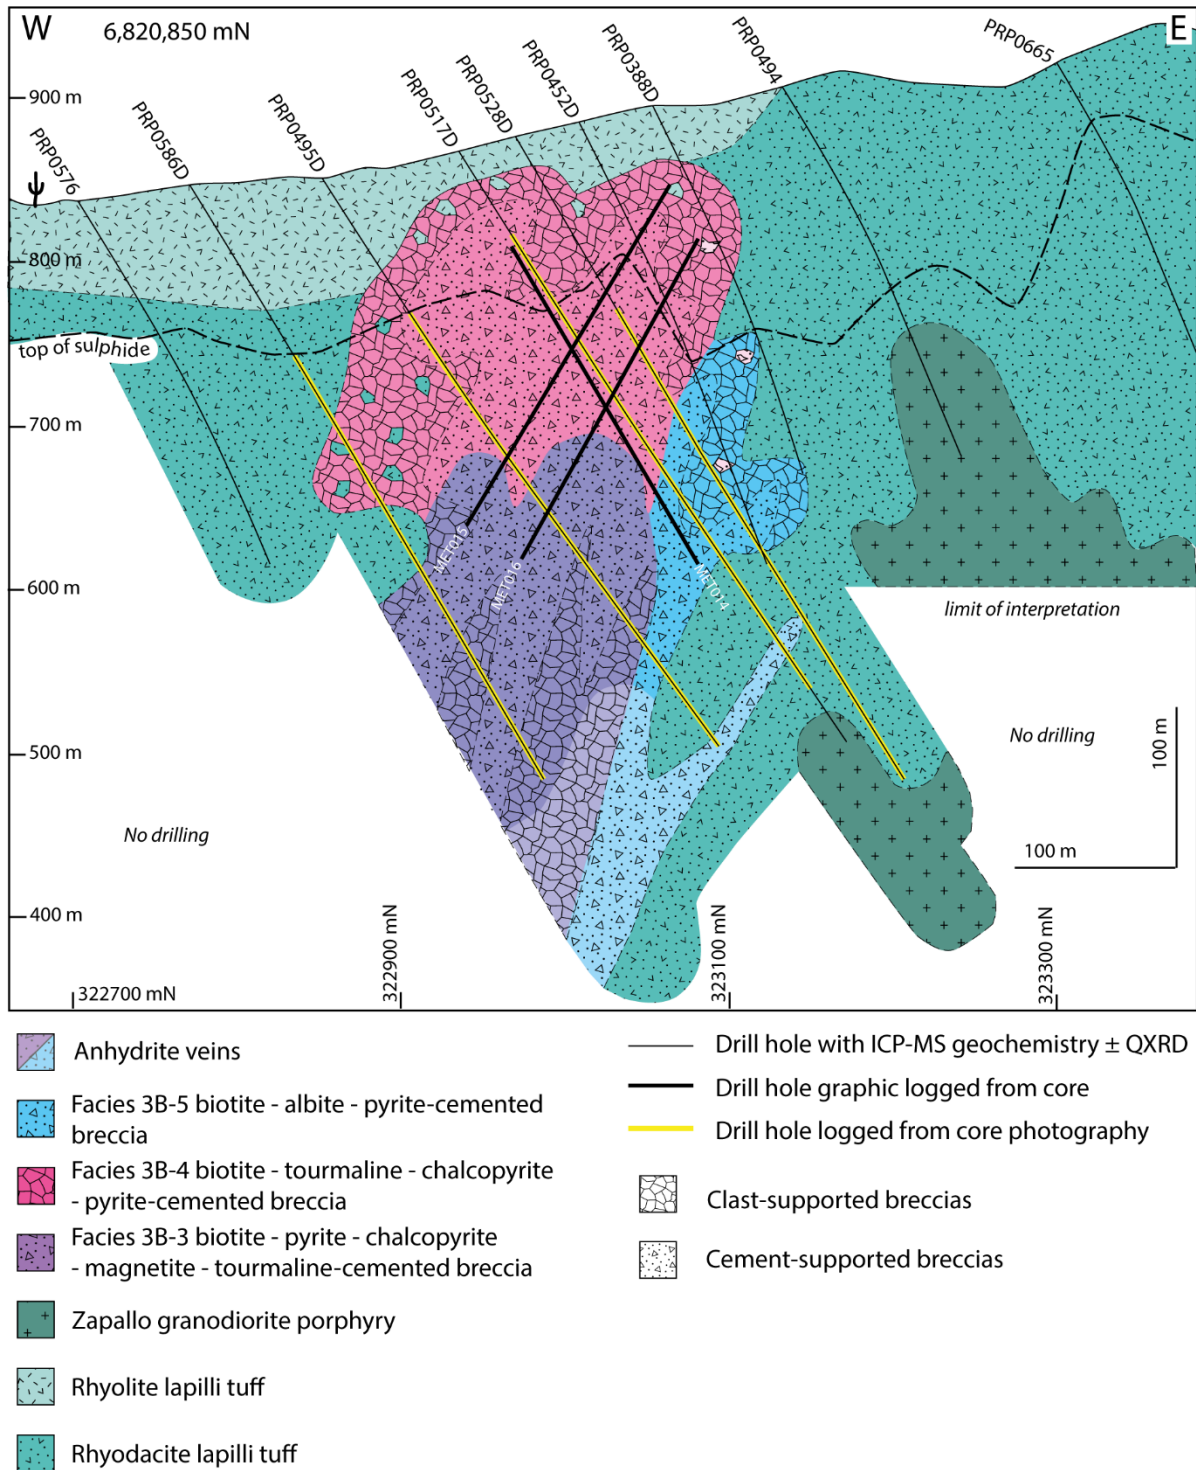 W 6,820,850 mN E
PRP0576
PRP0586D
PRP0495D
PRP0517D
PRP0528D
PRP0452D
PRP0388D
PRP0494
PRP0665
900 m
800 m
top of sulphide
700 m
600 m
MET015
MET016
MET014
limit of interpretation
500 m
No drilling
No drilling
100 m
100 m
400 m
322700 mN
322900 mN
323100 mN
323300 mN
Anhydrite veins
Facies 3B-5 biotite - albite - pyrite-cemented
breccia
Facies 3B-4 biotite - tourmaline - chalcopyrite
- pyrite-cemented breccia
Facies 3B-3 biotite - pyrite - chalcopyrite
- magnetite - tourmaline-cemented breccia
Zapallo granodiorite porphyry
Rhyolite lapilli tuff
Rhyodacite lapilli tuff
Drill hole with ICP-MS geochemistry ± QXRD
Drill hole graphic logged from core
Drill hole logged from core photography
Clast-supported breccias
Cement-supported breccias